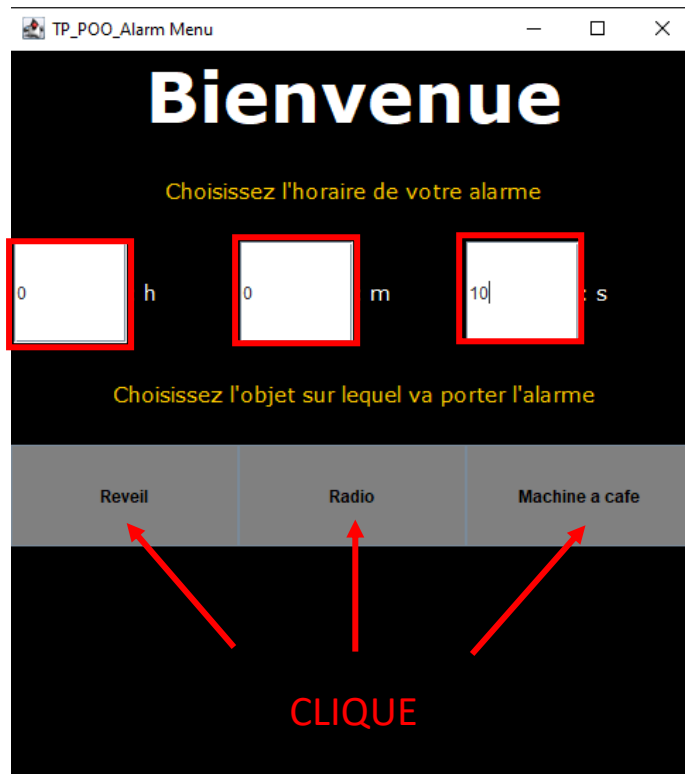 TP_POO_Alarm Menu
Bienvenue
Choisissez l'horaire de votre alarme
0 h 0 m 10 : s
Choisissez l'objet sur lequel va porter l'alarme
Reveil Radio Machine a cafe
CLIQUE